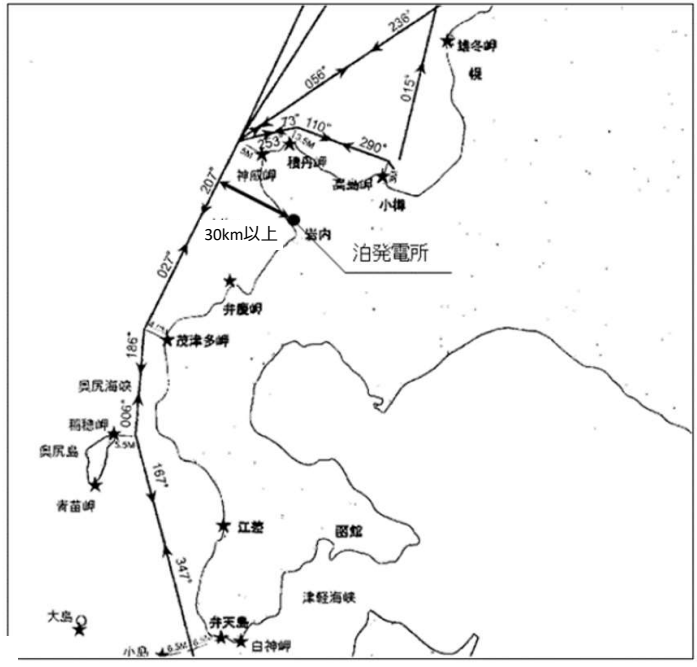 236°
雄冬岬
056°
015°
73°
110°
3.5M
253°
290°
5M
積丹岬
神威岬
高島岬
小樽
207°
30km以上
岩内
泊発電所
027°
弁慶岬
茂津多岬
186°
奥尻海峡
006°
稲穂岬
5.5M
奥尻島
167°
青苗岬
江差
函館
347°
津軽海峡
大島
弁天島
小島
6.5M
白神岬